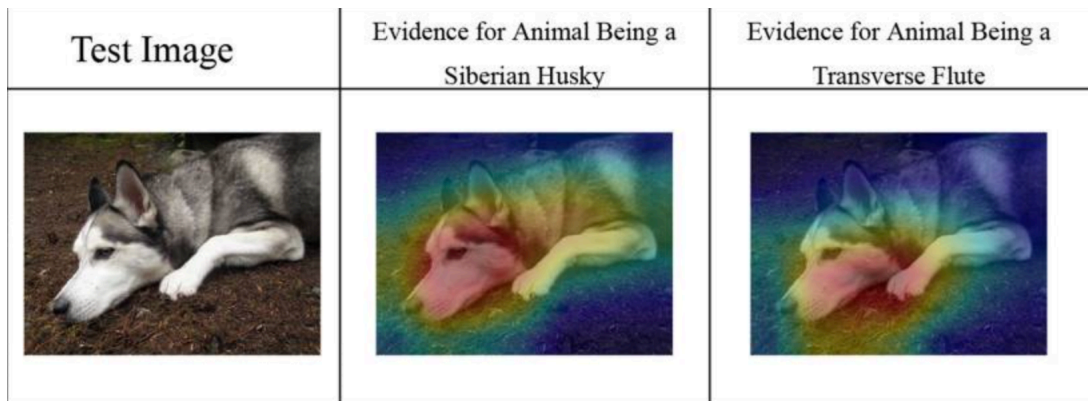 Test Image
Evidence for Animal Being a
Siberian Husky
Evidence for Animal Being a
Transverse Flute